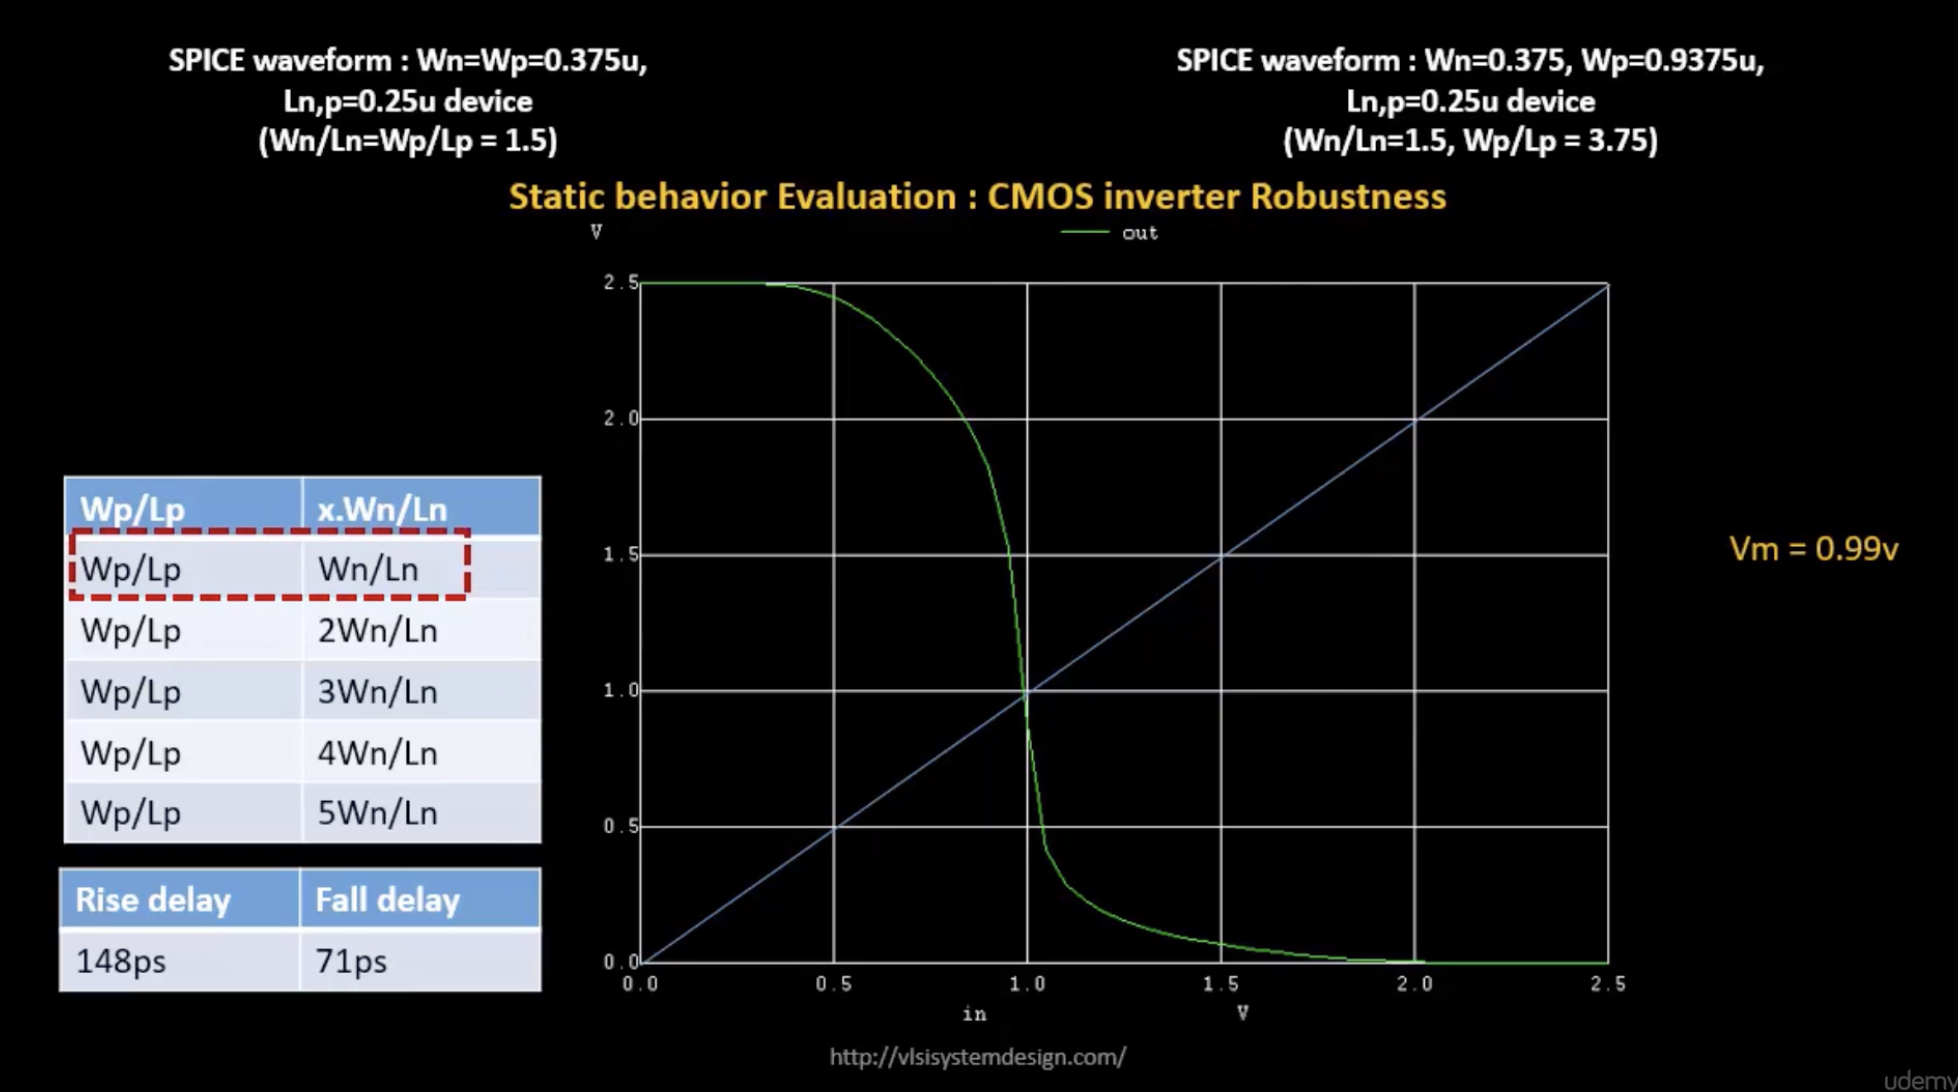 SPICE waveform : Wn=Wp=0.375u,
Ln,p=0.25u device
(Wn/Ln=Wp/Lp = 1.5)
SPICE waveform : Wn=0.375, Wp=0.9375u,
Ln,p=0.25u device
(Wn/Ln=1.5, Wp/Lp = 3.75)
Static behavior Evaluation : CMOS inverter Robustness
V
out
2.5
2.0
1.5
1.0
0.5
0.0
0.0 0.5 1.0 1.5 2.0 2.5
in V
Wp/Lp x.Wn/Ln
Wp/Lp Wn/Ln
Wp/Lp 2Wn/Ln
Wp/Lp 3Wn/Ln
Wp/Lp 4Wn/Ln
Wp/Lp 5Wn/Ln
Rise delay Fall delay
148ps 71ps
Vm = 0.99v
http://vlsisystemdesign.com/
udemy